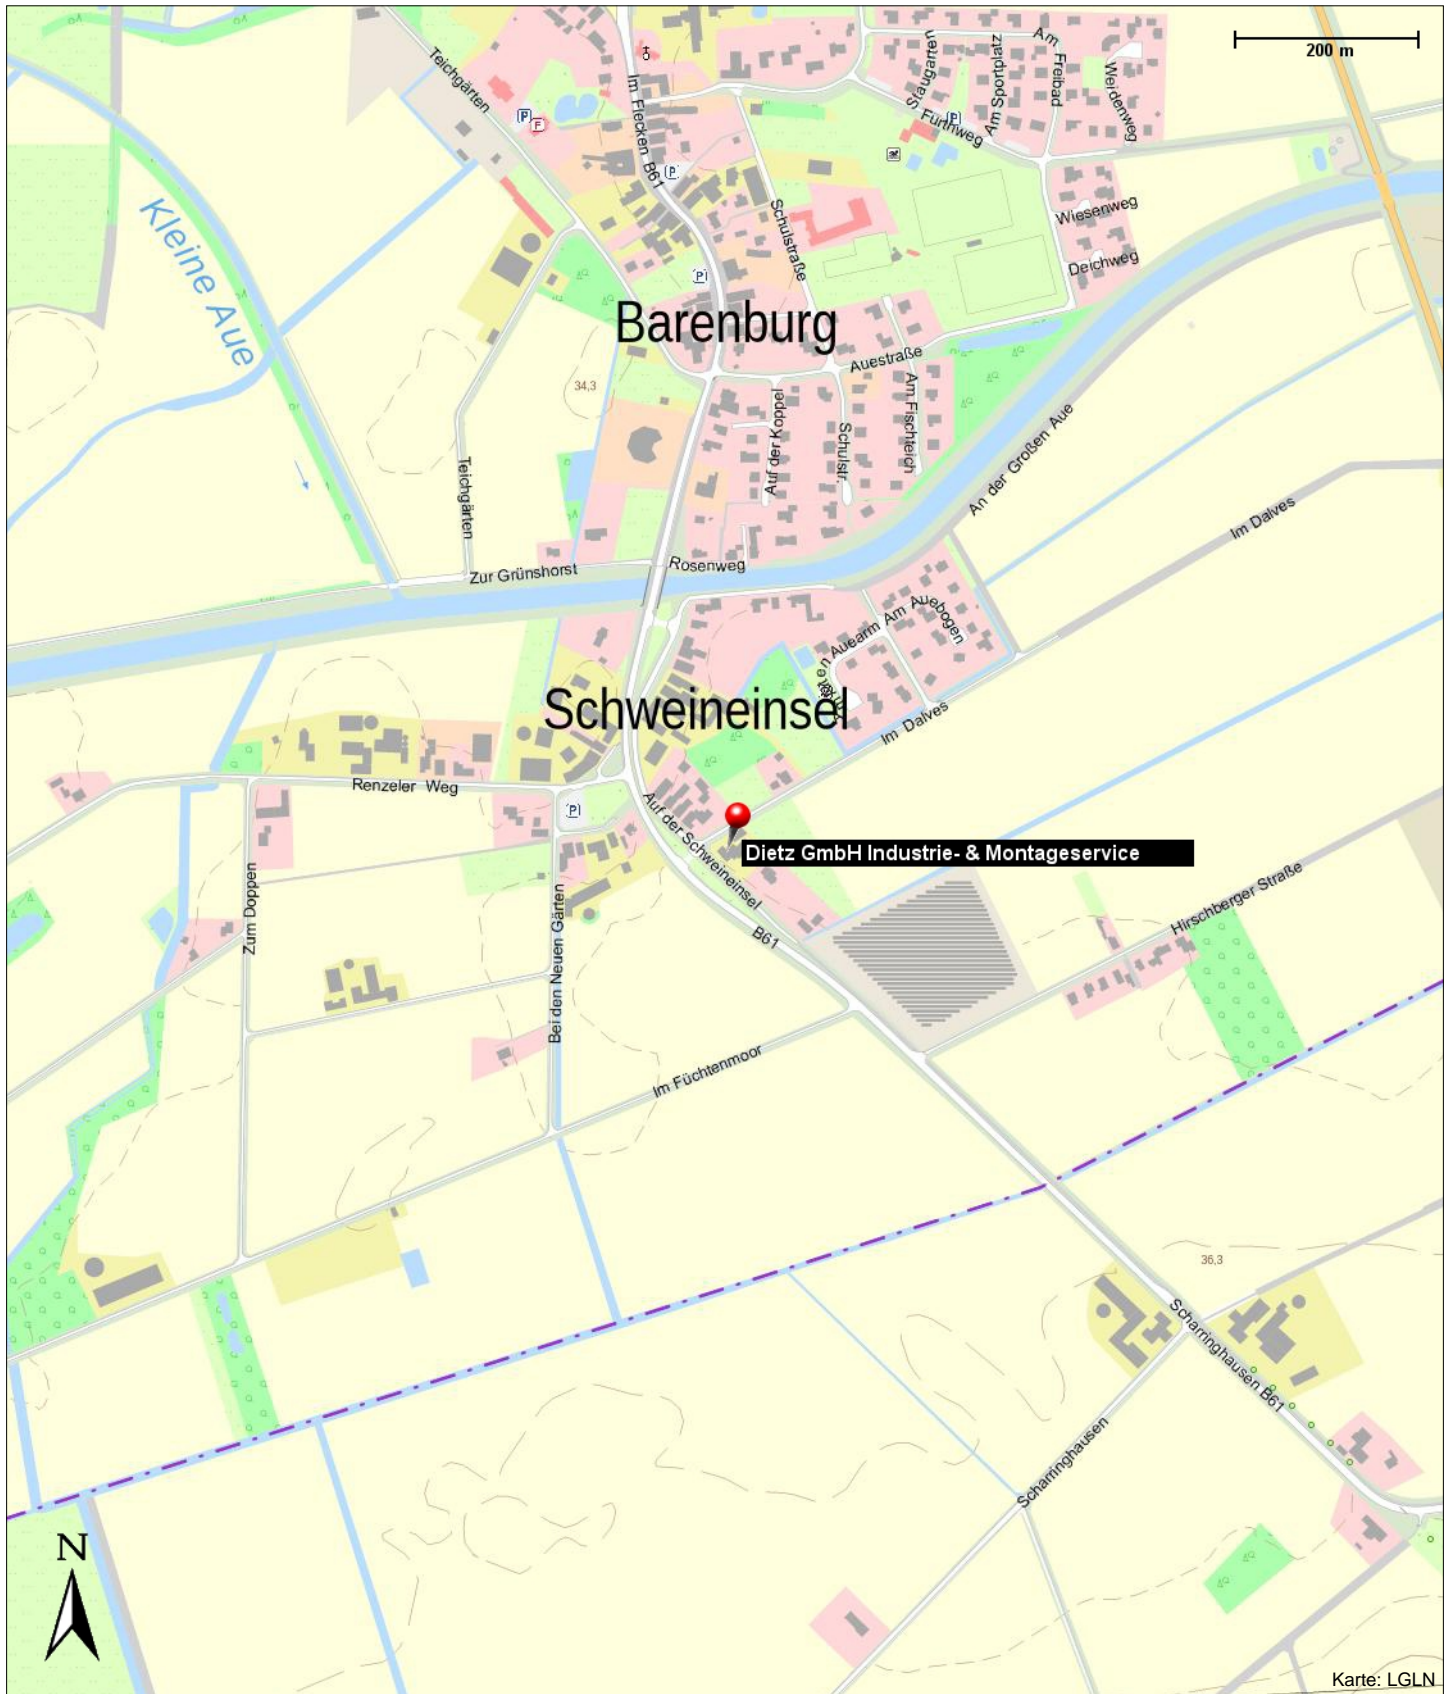 200 m
Teichgärten
Im Flecken B61
Staugarten
Am Sportplatz
Am Freibad
Weidenweg
Furthweg
P
F
P
P
Kleine Aue
Schulstraße
Wiesenweg
Deichweg
P
Barenburg
Auestraße
34,3
Auf der Koppel
Schulstr.
Am Fischteich
An der Großen Aue
Teichgärten
Im Dalves
Zur Grünshorst
Rosenweg
Am Auebogen
Auearm
Schweineinsel
Im Dalves
Renzeler Weg
P
Auf der Schweineinsel
Dietz GmbH Industrie- & Montageservice
Zum Doppen
Bei den Neuen Gärten
B61
Hirschberger Straße
Im Füchtenmoor
36,3
Scharringhausen B61
Scharringhausen
N
Karte: LGLN